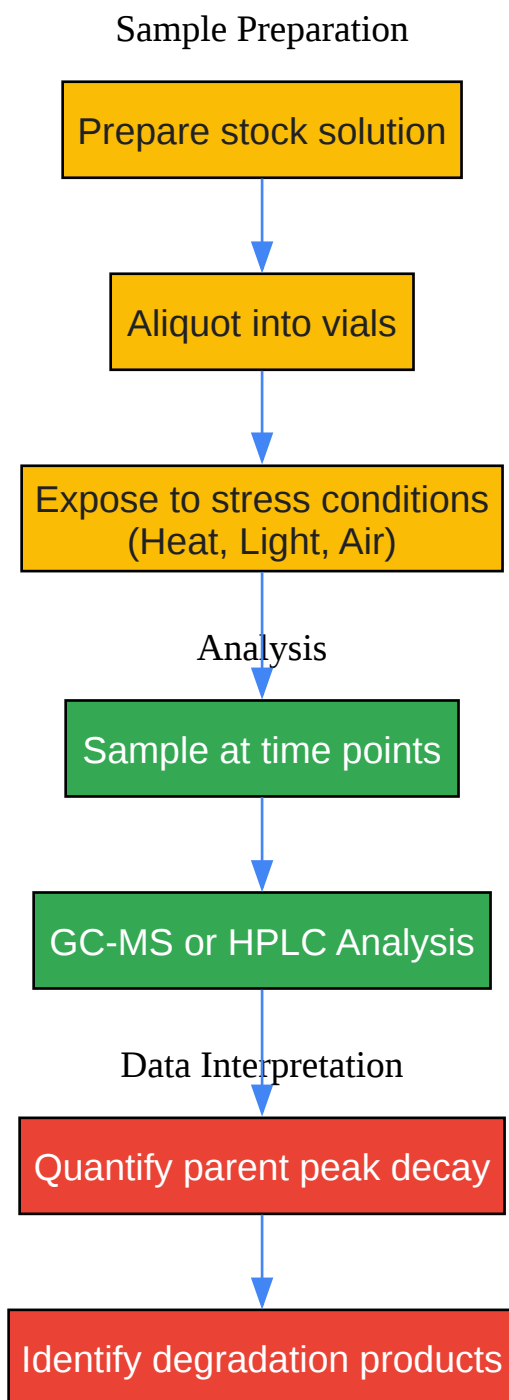 Sample Preparation
Prepare stock solution
Aliquot into vials
Expose to stress conditions
(Heat, Light, Air)
Analysis
Sample at time points
GC-MS or HPLC Analysis
Data Interpretation
Quantify parent peak decay
Identify degradation products